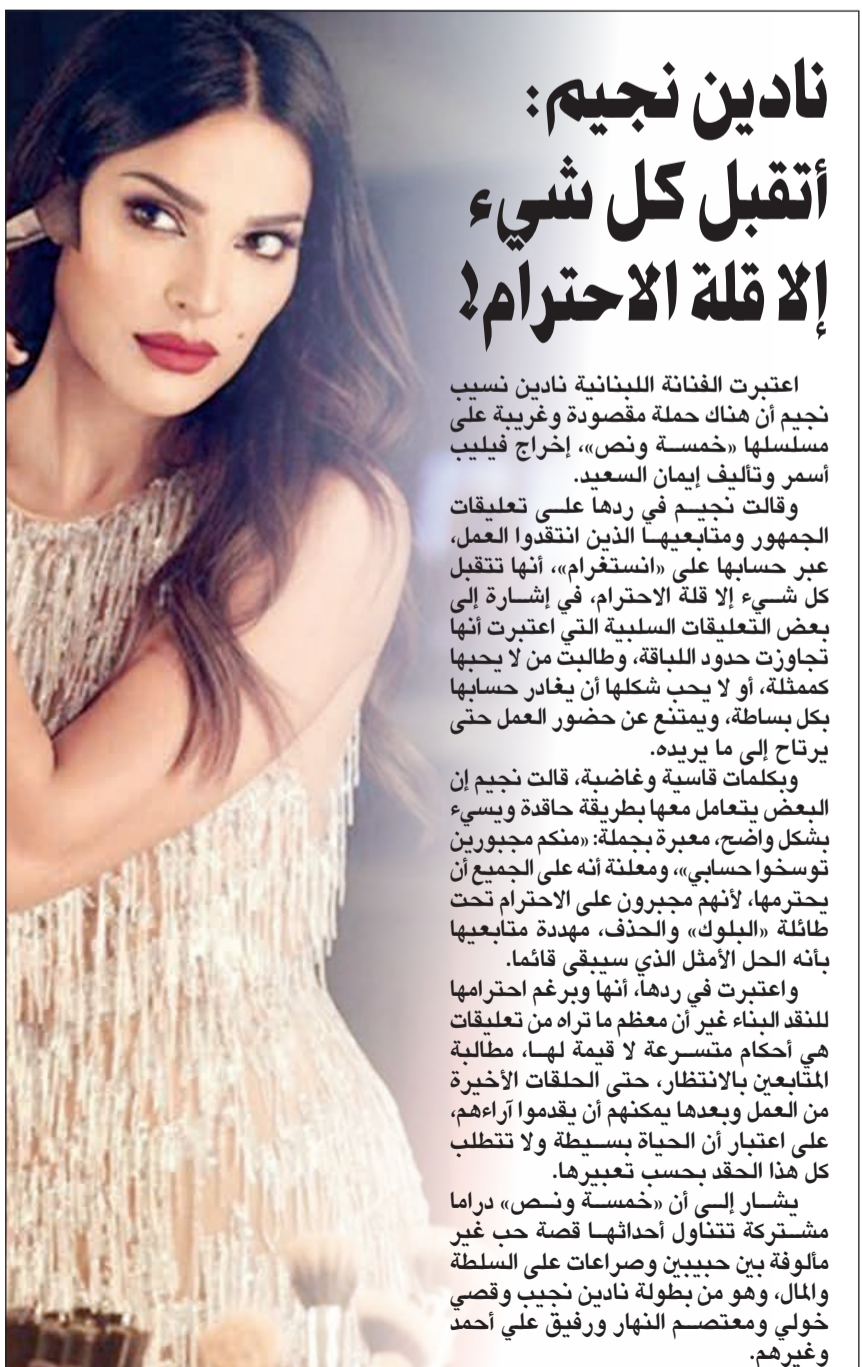 نادين نجيم:
أتقبل كل شيء
إلا قلة الاحترام!
اعتبرت الفنانة اللبنانية نادين نسيب
نجيم أن هناك حملة مقصودة وغريبة على
مسلسلها «خمسة ونص»، إخراج فيليب
أسمر وتأليف إيمان السعيد.
وقالت نجيم في ردها على تعليقات
الجمهور ومتابعيها الذين انتقدوا العمل،
عبر حسابها على «انستغرام»، أنها تتقبل
كل شيء إلا قلة الاحترام، في إشارة إلى
بعض التعليقات السلبية التي اعتبرت أنها
تجاوزت حدود اللباقة، وطالبت من لا يحبها
كممثلة، أو لا يحب شكلها أن يغادر حسابها
بكل بساطة، ويمتنع عن حضور العمل حتى
يرتاح إلى ما يريده.
وبكلمات قاسية وغاضبة، قالت نجيم إن
البعض يتعامل معها بطريقة حاقدة ويسيء
بشكل واضح، معبرة بجملة: «منكم مجبورين
توسخوا حسابي»، ومعلنة أنه على الجميع أن
يحترمها، لأنهم مجبرون على الاحترام تحت
طائلة «البلوك» والحذف، مهددة متابعيها
بأنه الحل الأمثل الذي سيبقى قائما.
واعتبرت في ردها، أنها وبرغم احترامها
للنقد البناء غير أن معظم ما تراه من تعليقات
هي أحكام متسرعة لا قيمة لها، مطالبة
المتابعين بالانتظار، حتى الحلقات الأخيرة
من العمل وبعدها يمكنهم أن يقدموا آراءهم،
على اعتبار أن الحياة بسيطة ولا تتطلب
كل هذا الحقد بحسب تعبيرها.
يشار إلى أن «خمسة ونص» دراما
مشتركة تتناول أحداثها قصة حب غير
مألوفة بين حبيبين وصراعات على السلطة
والمال، وهو من بطولة نادين نجيب وقصي
خولي ومعتصم النهار ورفيق علي أحمد
وغيرهم.